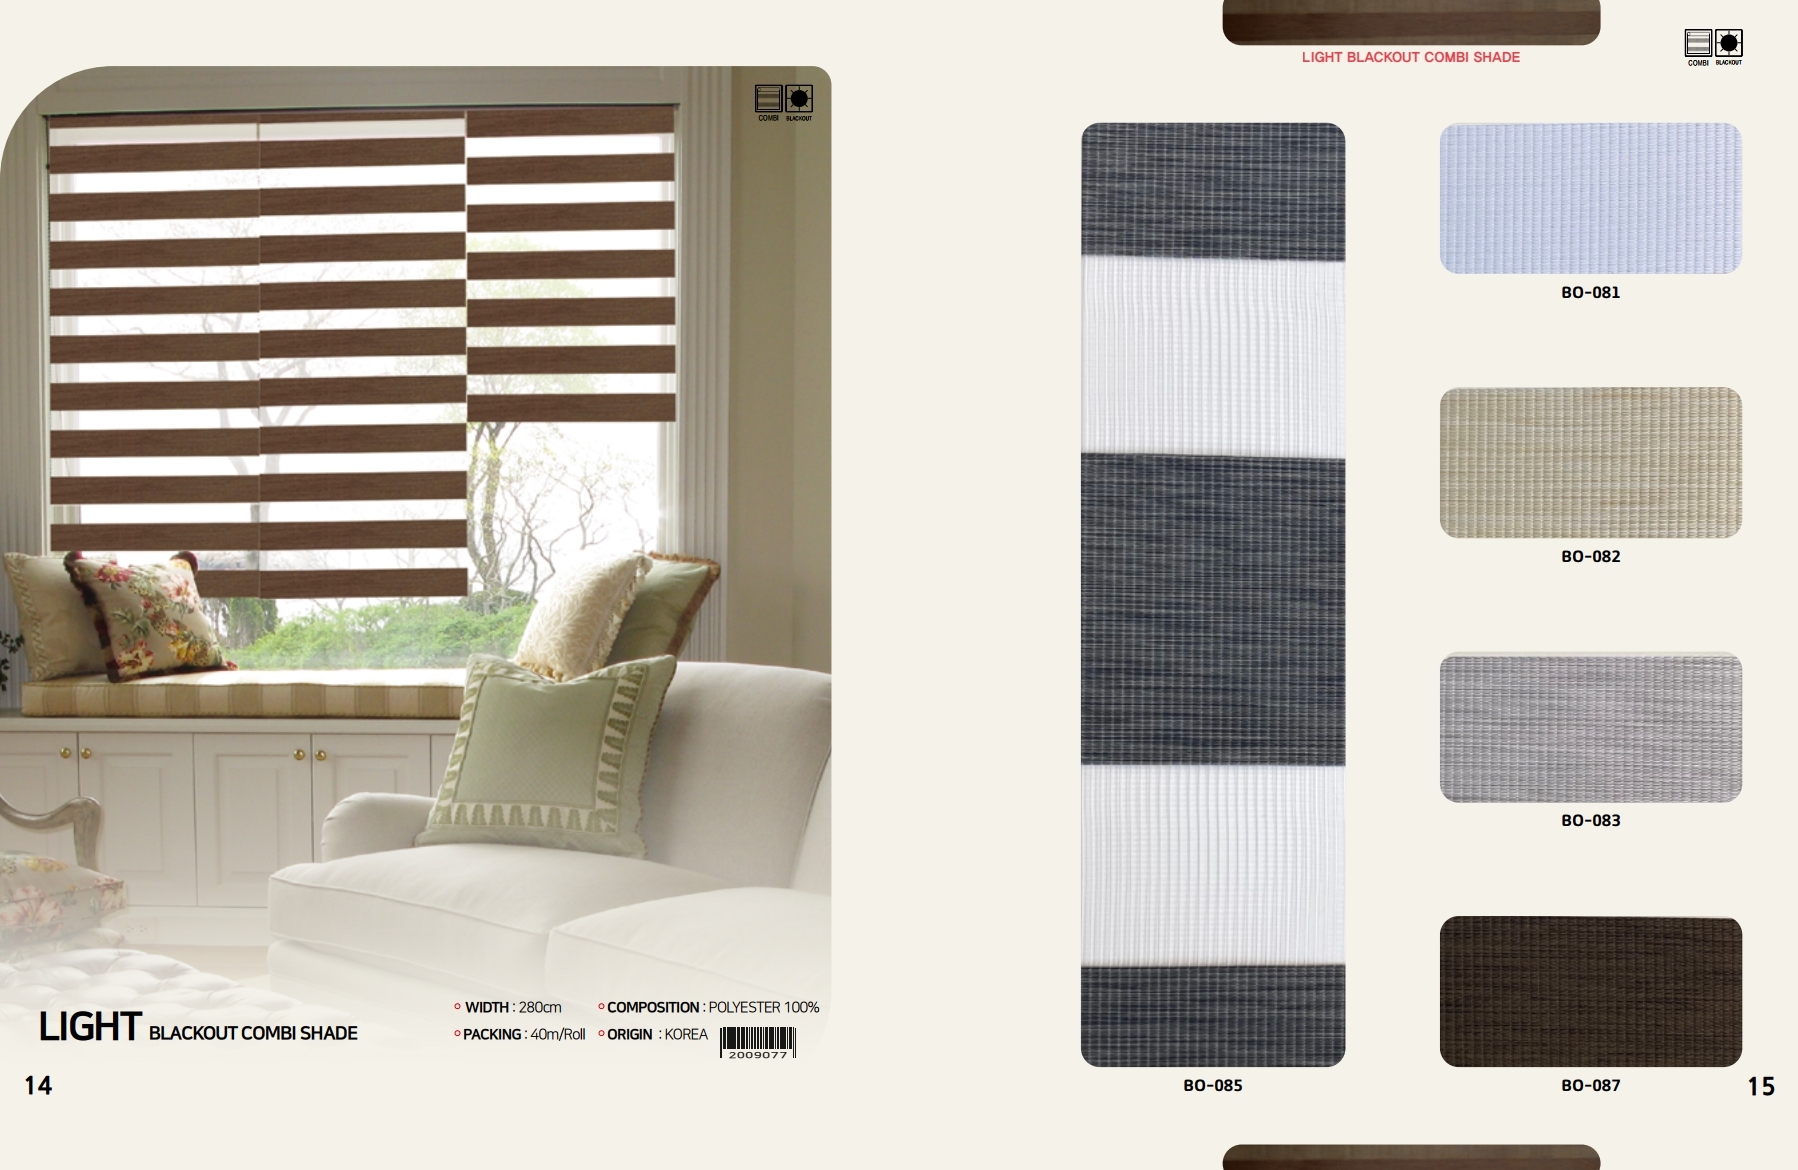 COMBI BLACKOUT
LIGHT BLACKOUT COMBI SHADE
WIDTH : 280cm
COMPOSITION : POLYESTER 100%
PACKING : 40m/Roll
ORIGIN : KOREA
2009077
14
LIGHT BLACKOUT COMBI SHADE
COMBI BLACKOUT
BO-081
BO-082
BO-083
BO-085
BO-087
15